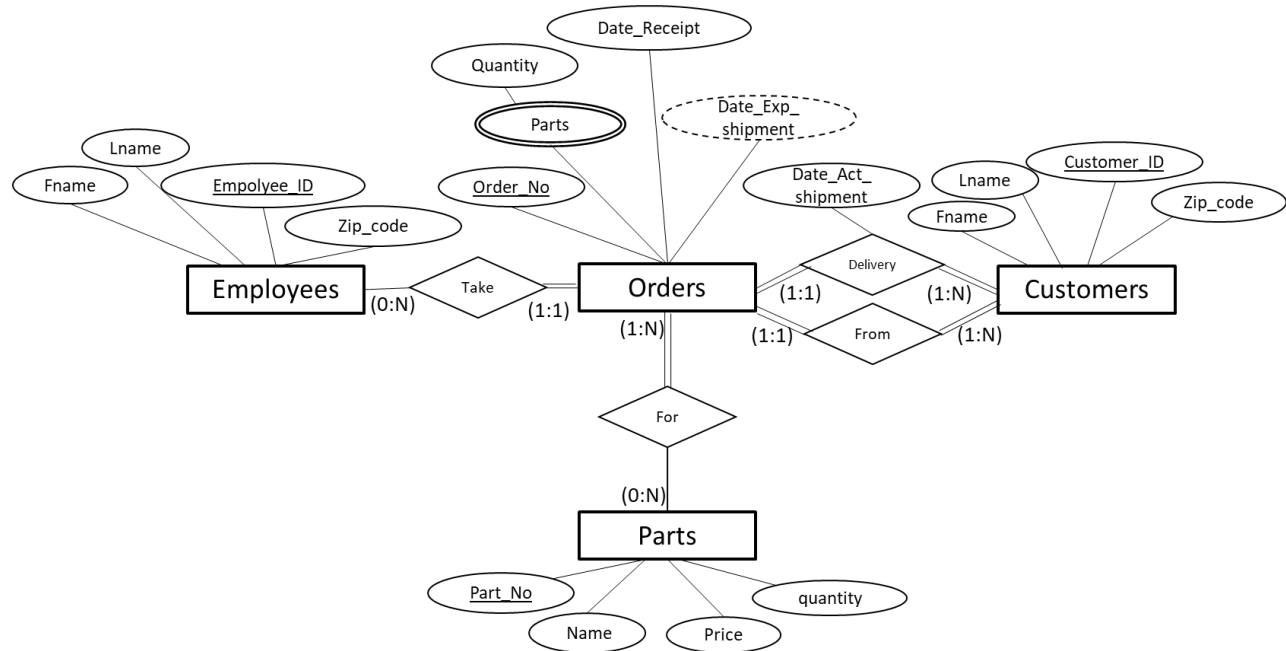 Date_Receipt
Quantity
Date_Exp_
shipment
Parts
Lname
Fname
Empolyee_ID
Order_No
Date_Act_
shipment
Customer_ID
Lname
Fname
Zip_code
Zip_code
Employees
Take
Orders
Delivery
Customers
(0:N)
(1:1)
(1:N)
(1:1)
(1:N)
(1:1)
From
(1:N)
For
(0:N)
Parts
Part_No
Name
Price
quantity